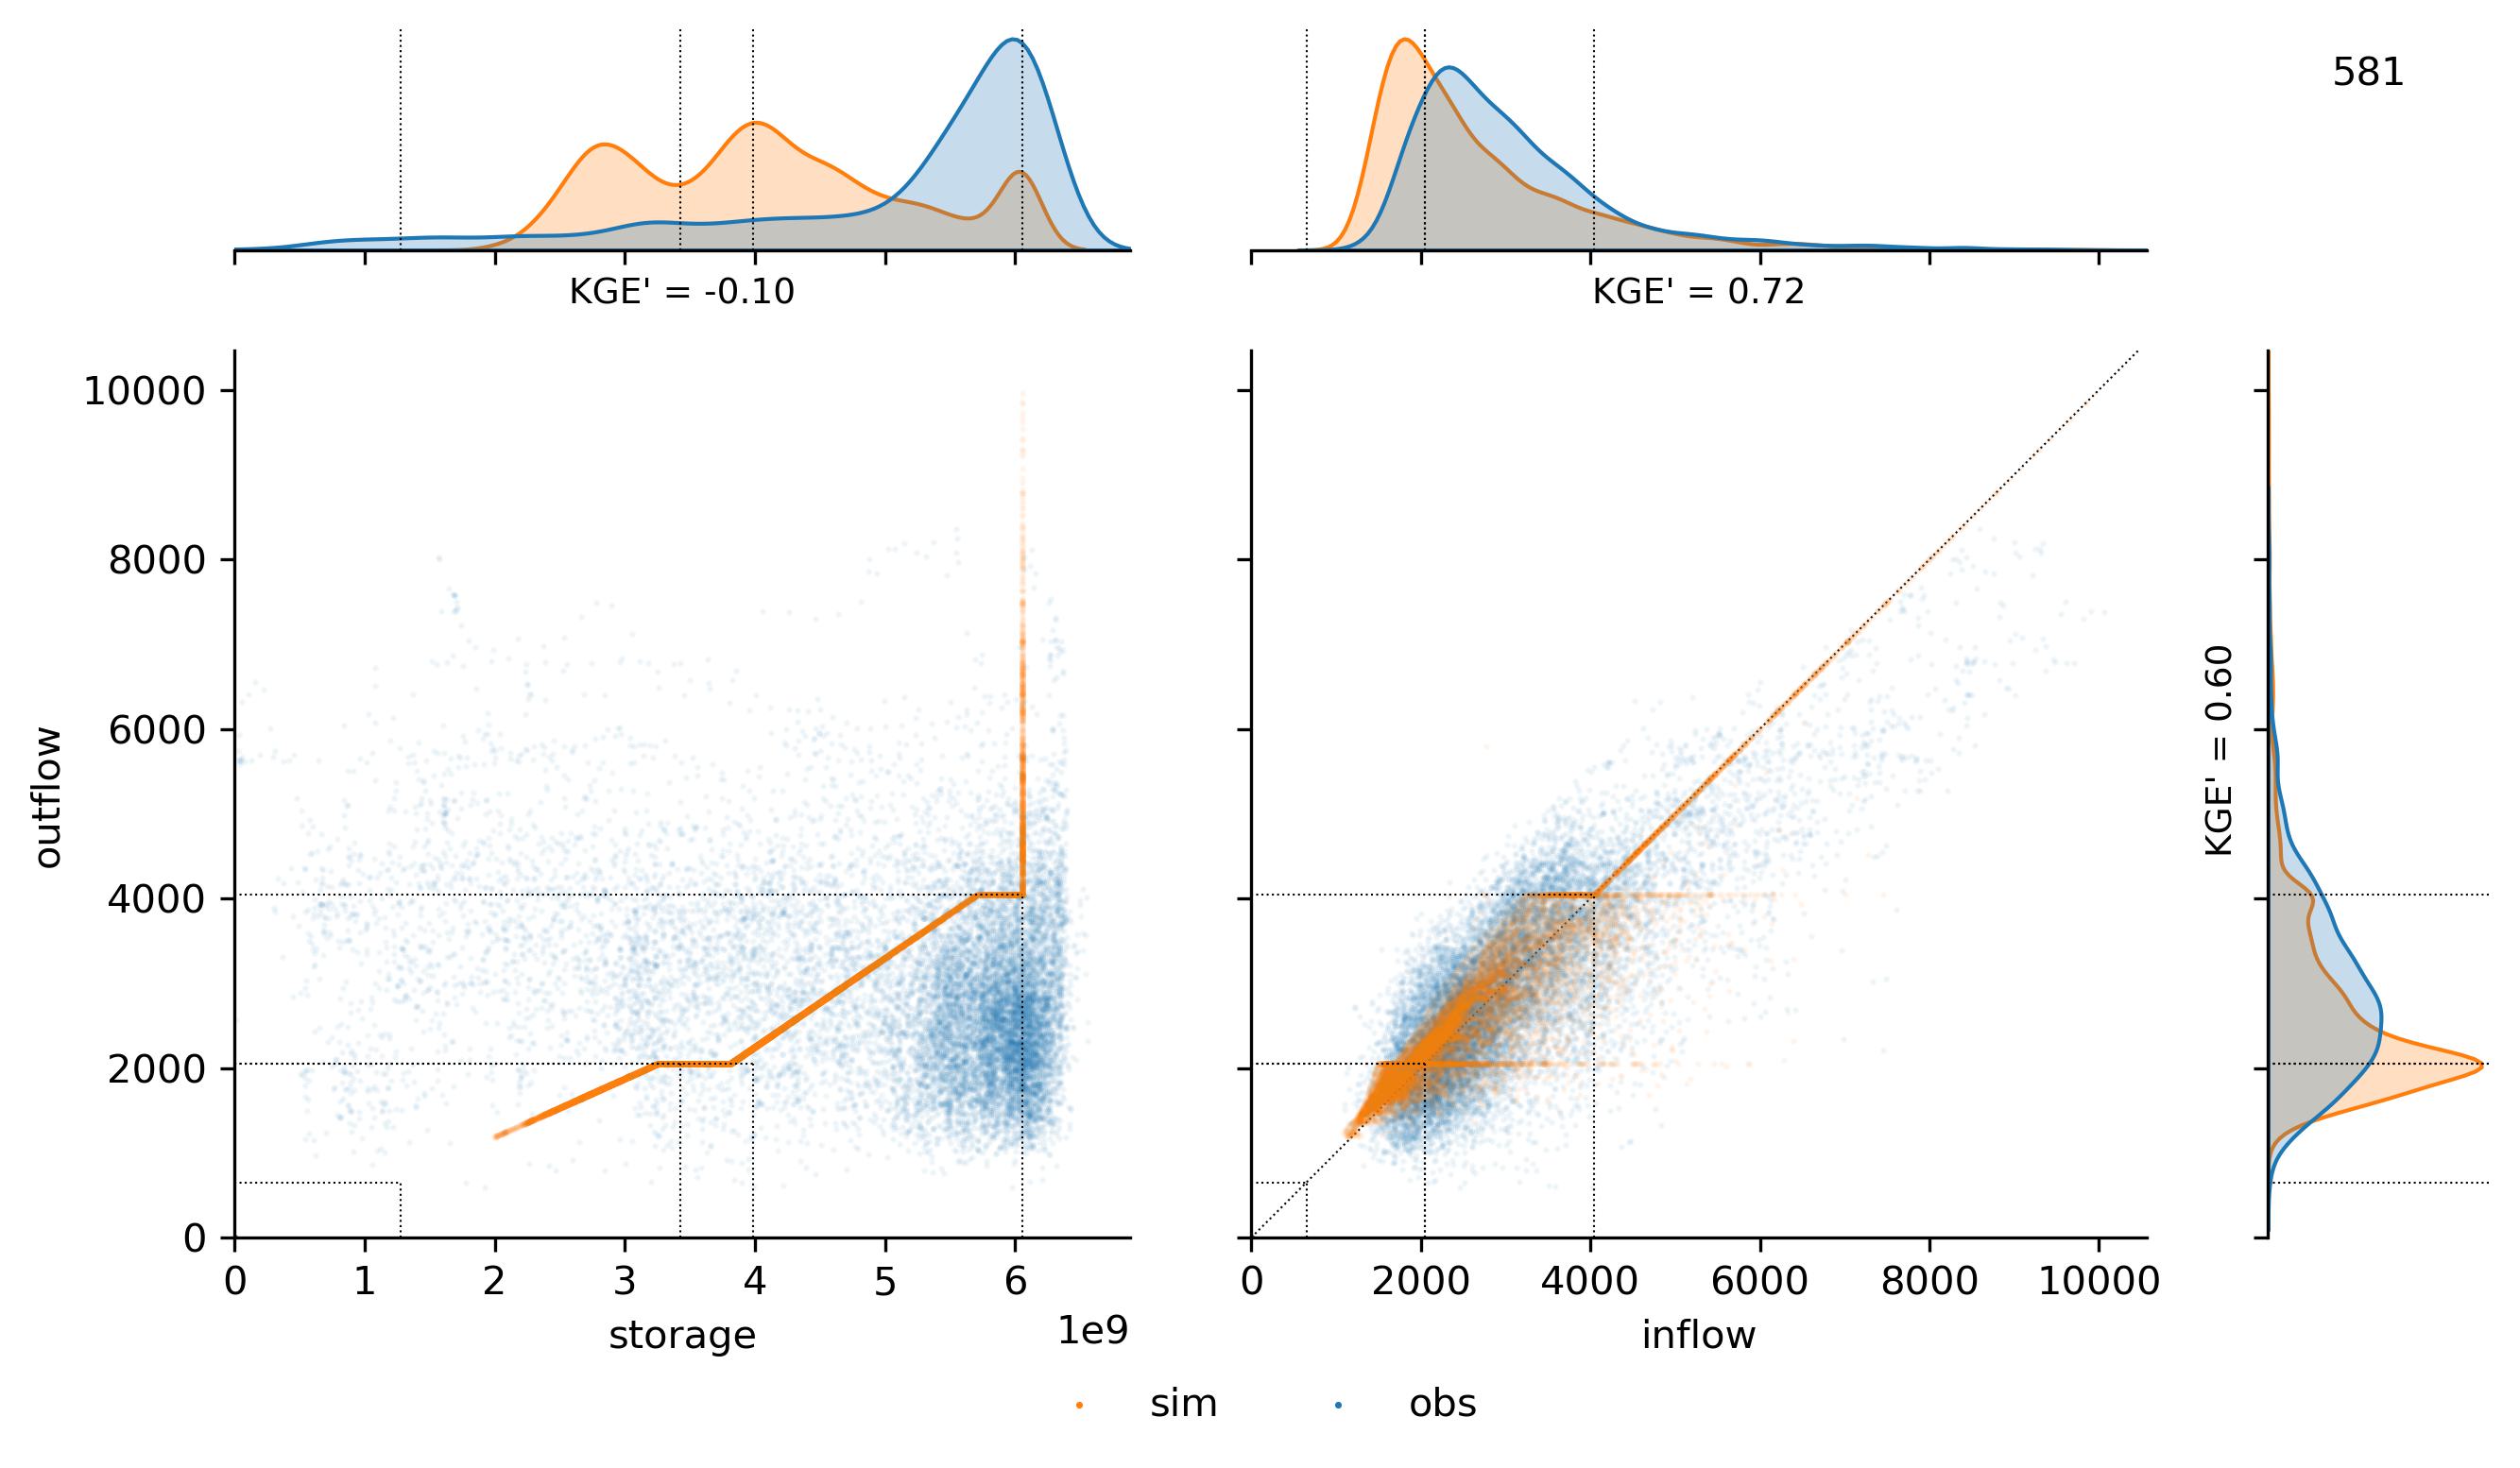 581
KGE' = -0.10
KGE' = 0.72
10000
8000
6000
4000
2000
0
outflow
KGE' = 0.60
0 1 2 3 4 5 6
0 2000 4000 6000 8000 10000
storage
1e9
inflow
sim obs